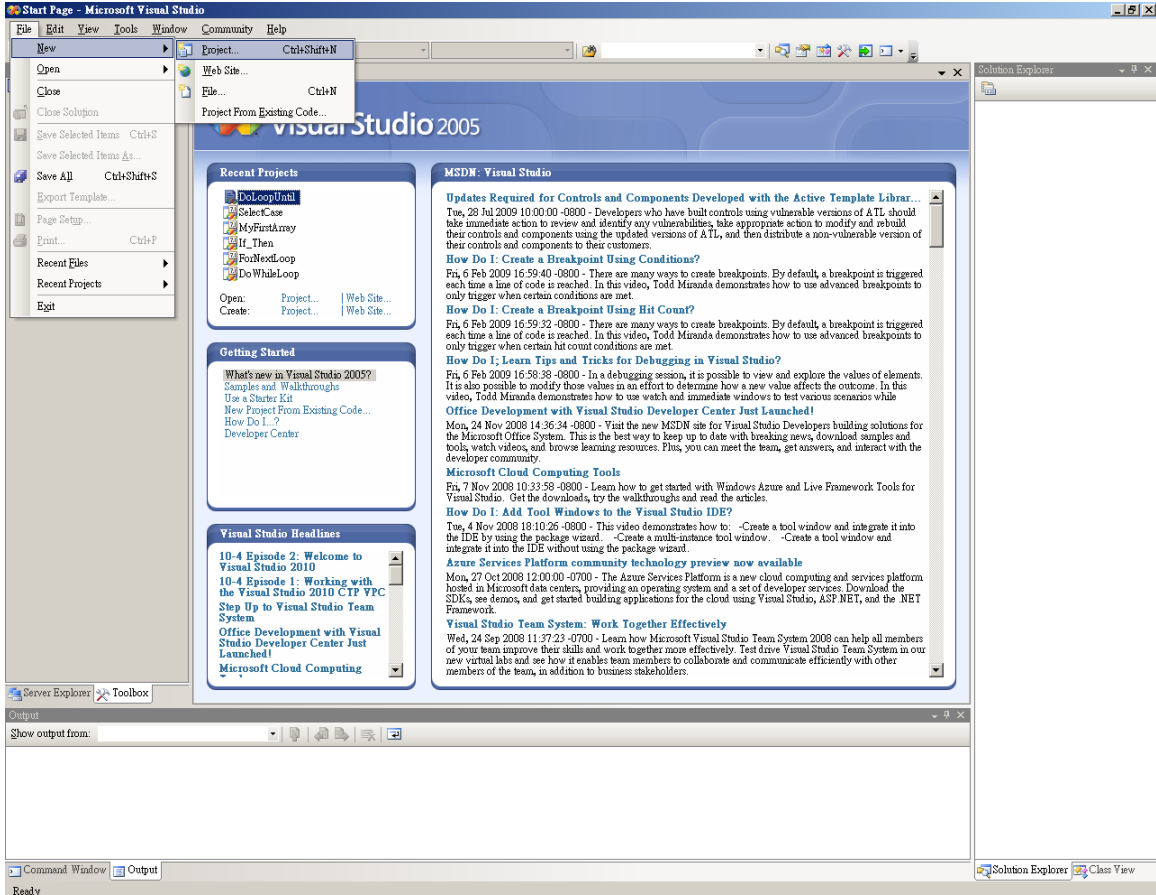 Start Page - Microsoft Visual Studio
File Edit View Tools Window Community Help
New
Open
Close
Close Solution
Save Selected Items Ctrl+S
Save Selected Items As...
Save All Ctrl+Shift+S
Export Template...
Page Setup...
Print... Ctrl+P
Recent Files
Recent Projects
Exit
Project... Ctrl+Shift+N
Web Site...
File... Ctrl+N
Project From Existing Code...
Visual Studio 2005
Recent Projects
DoLoopUntil
SelectCase
MyFirstArray
If_Then
ForNextLoop
DoWhileLoop
Open: Project... | Web Site...
Create: Project... | Web Site...
Getting Started
What's new in Visual Studio 2005?
Samples and Walkthroughs
Use a Starter Kit
New Project From Existing Code...
How Do I...?
Developer Center
Visual Studio Headlines
10-4 Episode 2: Welcome to
Visual Studio 2010
10-4 Episode 1: Working with
the Visual Studio 2010 CTP VPC
Step Up to Visual Studio Team
System
Office Development with Visual
Studio Developer Center Just
Launched!
Microsoft Cloud Computing
MSDN: Visual Studio
Updates Required for Controls and Components Developed with the Active Template Librar...
Tue, 28 Jul 2009 10:00:00 -0800 - Developers who have built controls using vulnerable versions of ATL should
take immediate action to review and identify any vulnerabilities, take appropriate action to modify and rebuild
their controls and components using the updated versions of ATL, and then distribute a non-vulnerable version of
their controls and components to their customers.
How Do I: Create a Breakpoint Using Conditions?
Fri, 6 Feb 2009 16:59:40 -0800 - There are many ways to create breakpoints. By default, a breakpoint is triggered
each time a line of code is reached. In this video, Todd Miranda demonstrates how to use advanced breakpoints to
only trigger when certain conditions are met.
How Do I: Create a Breakpoint Using Hit Count?
Fri, 6 Feb 2009 16:59:32 -0800 - There are many ways to create breakpoints. By default, a breakpoint is triggered
each time a line of code is reached. In this video, Todd Miranda demonstrates how to use advanced breakpoints to
only trigger when certain hit count conditions are met.
How Do I; Learn Tips and Tricks for Debugging in Visual Studio?
Fri, 6 Feb 2009 16:58:38 -0800 - In a debugging session, it is possible to view and explore the values of elements.
It is also possible to modify those values in an effort to determine how a new value affects the outcome. In this
video, Todd Miranda demonstrates how to use watch and immediate windows to test various scenarios while
Office Development with Visual Studio Developer Center Just Launched!
Mon, 24 Nov 2008 14:36:34 -0800 - Visit the new MSDN site for Visual Studio Developers building solutions for
the Microsoft Office System. This is the best way to keep up to date with breaking news, download samples and
tools, watch videos, and browse learning resources. Plus, you can meet the team, get answers, and interact with the
developer community.
Microsoft Cloud Computing Tools
Fri, 7 Nov 2008 10:33:58 -0800 - Learn how to get started with Windows Azure and Live Framework Tools for
Visual Studio. Get the downloads, try the walkthroughs and read the articles.
How Do I: Add Tool Windows to the Visual Studio IDE?
Tue, 4 Nov 2008 18:10:26 -0800 - This video demonstrates how to: -Create a tool window and integrate it into
the IDE by using the package wizard. -Create a multi-instance tool window. -Create a tool window and
integrate it into the IDE without using the package wizard.
Azure Services Platform community technology preview now available
Mon, 27 Oct 2008 12:00:00 -0700 - The Azure Services Platform is a new cloud computing and services platform
hosted in Microsoft data centers, providing an operating system and a set of developer services. Download the
SDKs, see demos, and get started building applications for the cloud using Visual Studio, ASP.NET, and the .NET
Framework.
Visual Studio Team System: Work Together Effectively
Wed, 24 Sep 2008 11:37:23 -0700 - Learn how Microsoft Visual Studio Team System 2008 can help all members
of your team improve their skills and work together more effectively. Test drive Visual Studio Team System in our
new virtual labs and see how it enables team members to collaborate and communicate efficiently with other
members of the team, in addition to business stakeholders.
Solution Explorer
Server Explorer Toolbox
Output
Show output from:
Command Window Output
Solution Explorer Class View
Ready